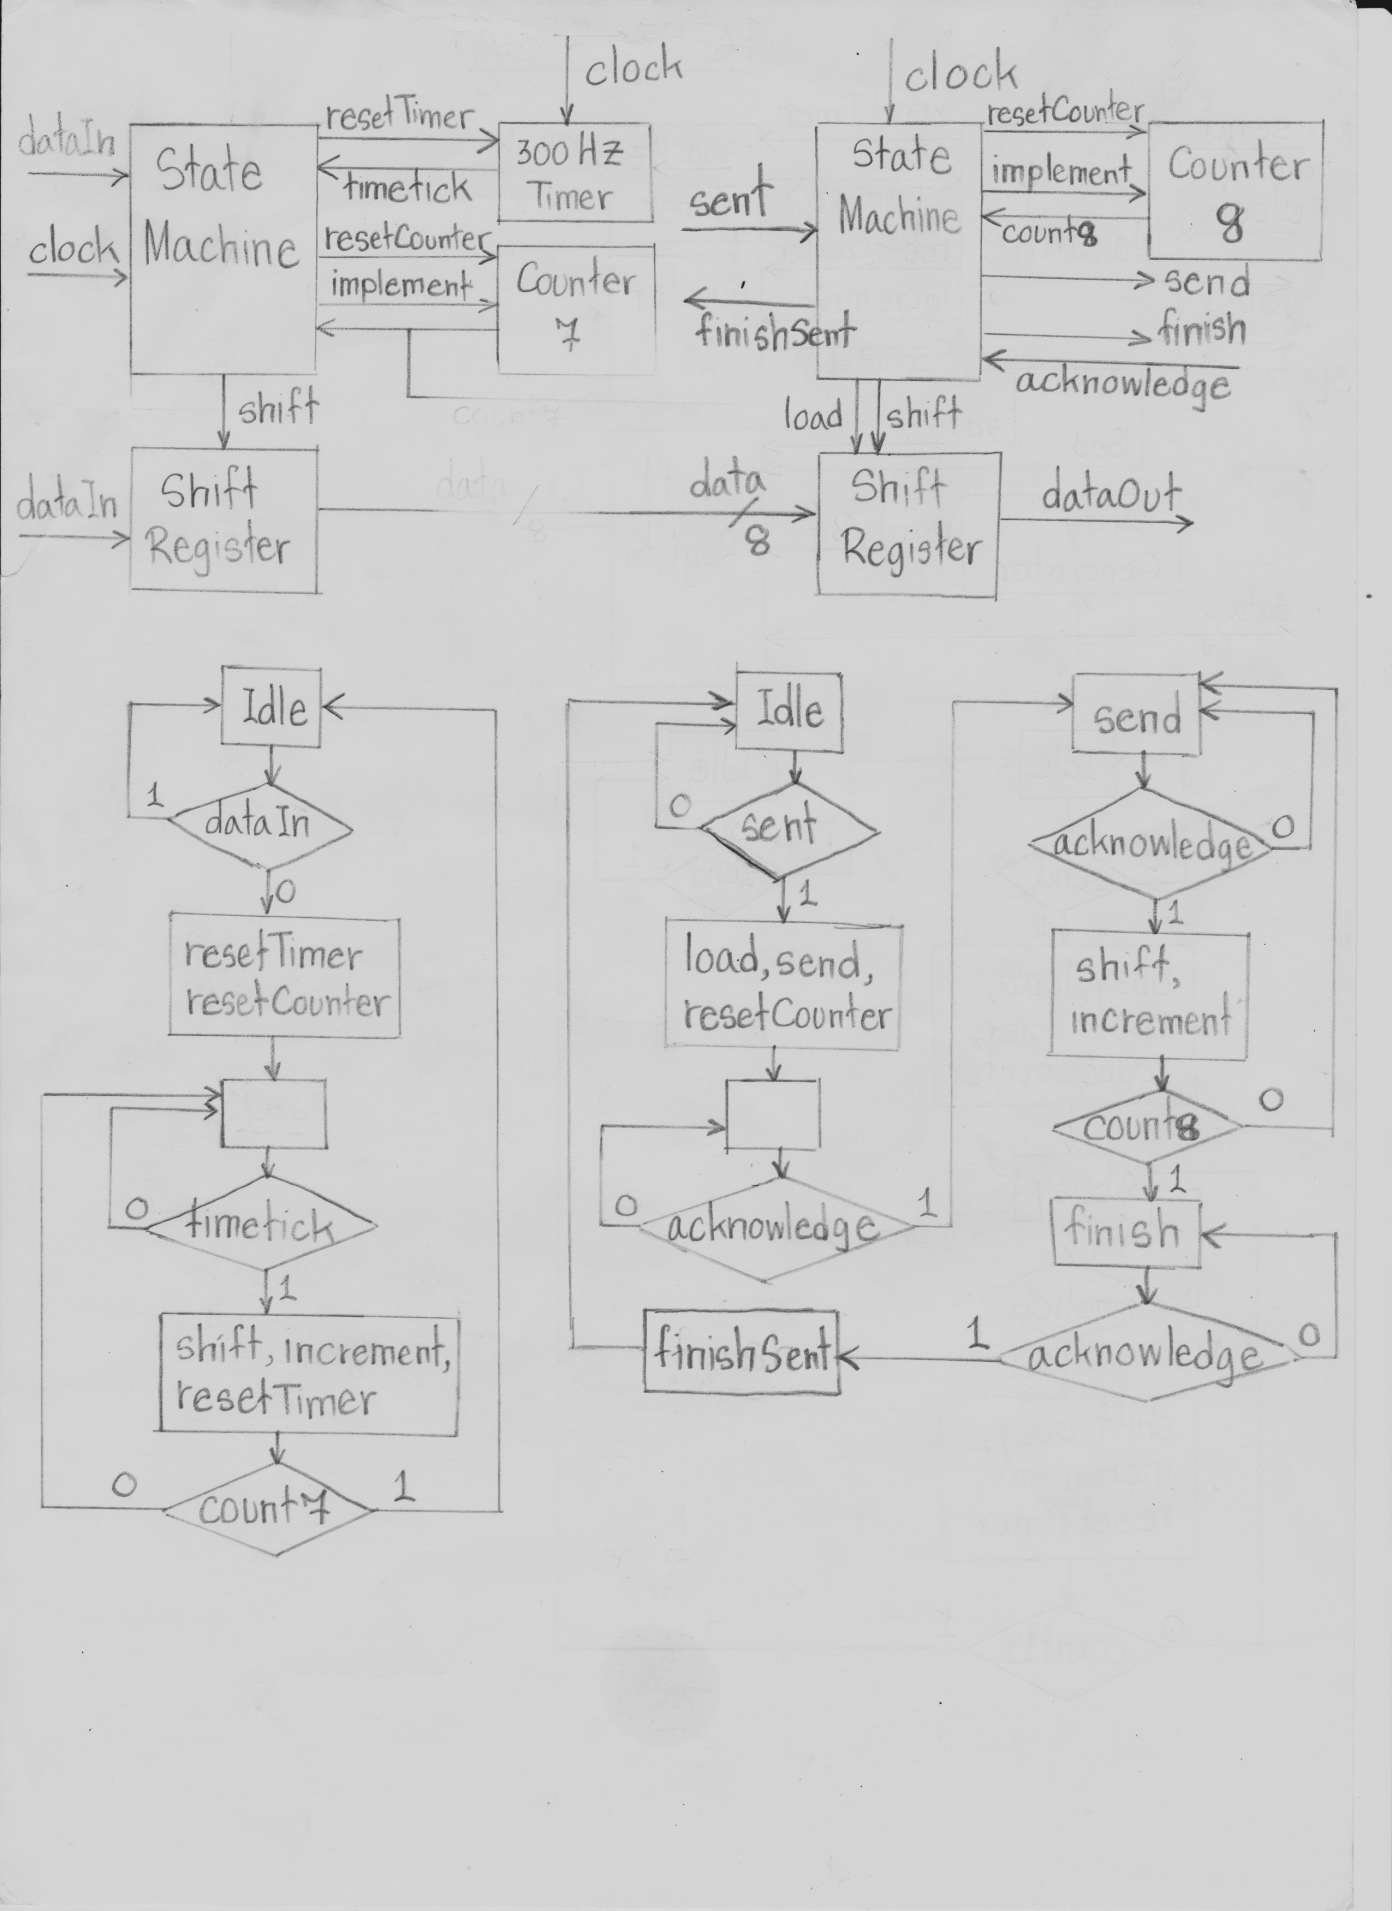 clock
clock
dataIn
State
Machine
resetTimer
timetick
300 Hz
Timer
sent
State
Machine
resetCounter
implement
count8
Counter
8
clock
resetCounter
implement
Counter
7
finishSent
send
finish
acknowledge
shift
count7
load
shift
dataIn
Shift
Register
data
8
data
8
Shift
Register
dataOut
Idle
1
dataIn
0
resetTimer
resetCounter
0
timetick
1
shift, increment,
resetTimer
0
count7
1
Idle
0
sent
1
load, send,
resetCounter
0
acknowledge
1
finishSent
send
acknowledge
0
1
shift,
increment
count8
0
1
finish
1
acknowledge
0